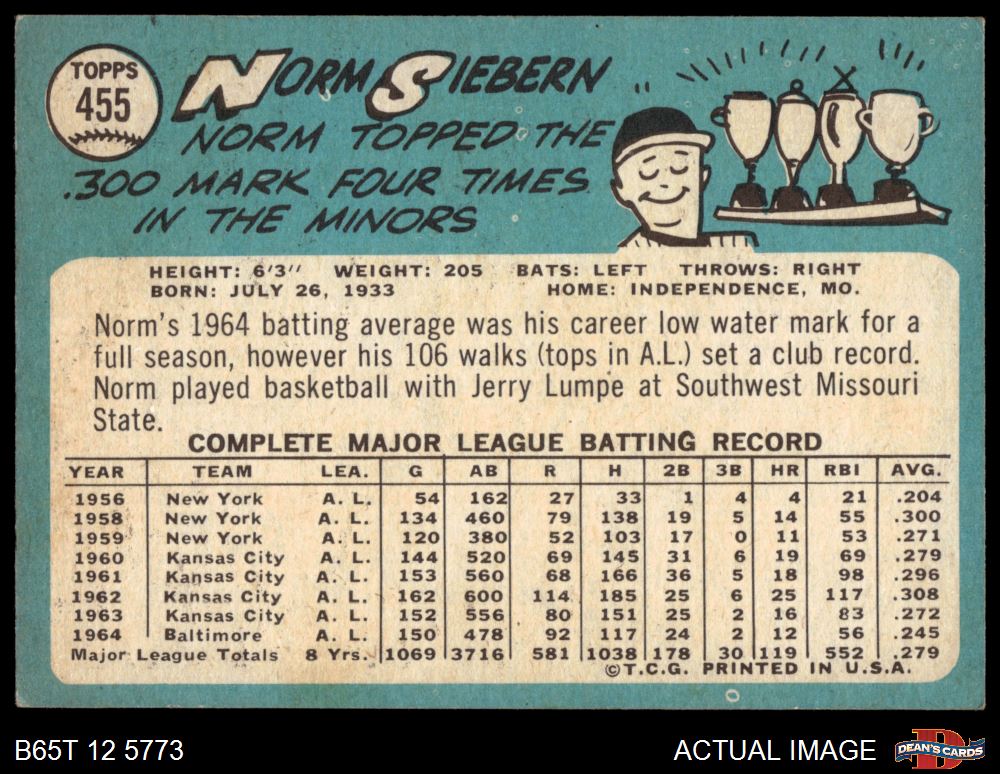 TOPPS
455
NORM SIEBERN
NORM TOPPED THE
.300 MARK FOUR TIMES
IN THE MINORS
HEIGHT: 6'3" WEIGHT: 205 BATS: LEFT THROWS: RIGHT
BORN: JULY 26, 1933 HOME: INDEPENDENCE, MO.
Norm's 1964 batting average was his career low water mark for a
full season, however his 106 walks (tops in A.L.) set a club record.
Norm played basketball with Jerry Lumpe at Southwest Missouri
State.
COMPLETE MAJOR LEAGUE BATTING RECORD
YEAR TEAM LEA. G AB R H 2B 3B HR RBI AVG.
1956 New York A. L. 54 162 27 33 1 4 4 21 .204
1958 New York A. L. 134 460 79 138 19 5 14 55 .300
1959 New York A. L. 120 380 52 103 17 0 11 53 .271
1960 Kansas City A. L. 144 520 69 145 31 6 19 69 .279
1961 Kansas City A. L. 153 560 68 166 36 5 18 98 .296
1962 Kansas City A. L. 162 600 114 185 25 6 25 117 .308
1963 Kansas City A. L. 152 556 80 151 25 2 16 83 .272
1964 Baltimore A. L. 150 478 92 117 24 2 12 56 .245
Major League Totals 8 Yrs. 1069 3716 581 1038 178 30 119 552 .279
©T.C.G. PRINTED IN U.S.A.
B65T 12 5773 ACTUAL IMAGE DEAN'S CARDS